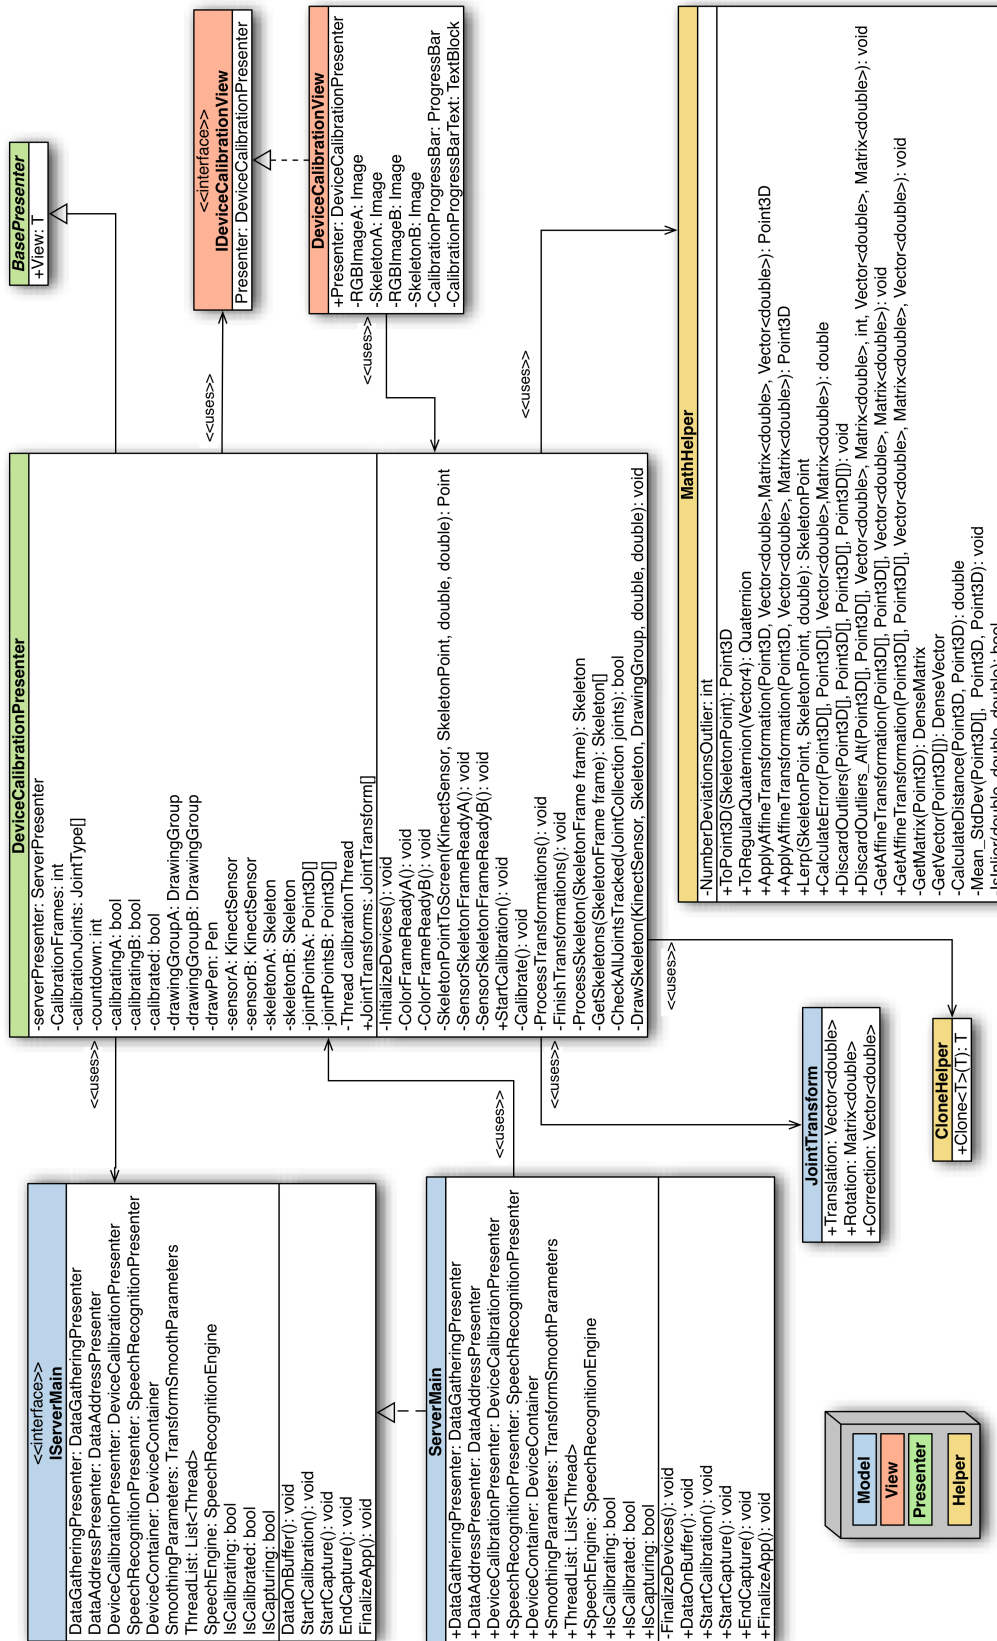 <<interface>>
IServerMain
DataGatheringPresenter: DataGatheringPresenter
DataAddressPresenter: DataAddressPresenter
DeviceCalibrationPresenter: DeviceCalibrationPresenter
SpeechRecognitionPresenter: SpeechRecognitionPresenter
DeviceContainer: DeviceContainer
SmoothingParameters: TransformSmoothParameters
ThreadList: List<Thread>
SpeechEngine: SpeechRecognitionEngine
IsCalibrating: bool
IsCalibrated: bool
IsCapturing: bool
DataOnBuffer(): void
StartCalibration(): void
StartCapture(): void
EndCapture(): void
FinalizeApp(): void
ServerMain
+DataGatheringPresenter: DataGatheringPresenter
+DataAddressPresenter: DataAddressPresenter
+DeviceCalibrationPresenter: DeviceCalibrationPresenter
+SpeechRecognitionPresenter: SpeechRecognitionPresenter
+DeviceContainer: DeviceContainer
+SmoothingParameters: TransformSmoothParameters
+ThreadList: List<Thread>
+SpeechEngine: SpeechRecognitionEngine
+IsCalibrating: bool
+IsCalibrated: bool
+IsCapturing: bool
-FinalizeDevices(): void
+DataOnBuffer(): void
+StartCalibration(): void
+StartCapture(): void
+EndCapture(): void
+FinalizeApp(): void
Model
View
Presenter
Helper
<<uses>>
<<uses>>
<<uses>>
<<uses>>
JointTransform
+Translation: Vector<double>
+Rotation: Matrix<double>
+Correction: Vector<double>
CloneHelper
+Clone<T>(T): T
DeviceCalibrationPresenter
-serverPresenter: ServerPresenter
-CalibrationFrames: int
-calibrationJoints: JointType[]
-countdown: int
-calibratingA: bool
-calibratingB: bool
-calibrated: bool
-drawingGroupA: DrawingGroup
-drawingGroupB: DrawingGroup
-drawPen: Pen
-sensorA: KinectSensor
-sensorB: KinectSensor
-skeletonA: Skeleton
-skeletonB: Skeleton
-jointPointsA: Point3D[]
-jointPointsB: Point3D[]
-Thread calibrationThread
+JointTransforms: JointTransform[]
-InitializeDevices(): void
-ColorFrameReadyA(): void
-ColorFrameReadyB(): void
-SkeletonPointToScreen(KinectSensor, SkeletonPoint, double, double): Point
-SensorSkeletonFrameReadyA(): void
-SensorSkeletonFrameReadyB(): void
+StartCalibration(): void
-Calibrate(): void
-ProcessTransformations(): void
-FinishTransformations(): void
-ProcessSkeleton(SkeletonFrame frame): Skeleton
-GetSkeletons(SkeletonFrame frame): Skeleton[]
-CheckAllJointsTracked(JointCollection joints): bool
-DrawSkeleton(KinectSensor, Skeleton, DrawingGroup, double, double): void
<<uses>>
<<uses>>
<<uses>>
BasePresenter
+View: T
<<interface>>
IDeviceCalibrationView
Presenter: DeviceCalibrationPresenter
DeviceCalibrationView
+Presenter: DeviceCalibrationPresenter
-RGBImageA: Image
-SkeletonA: Image
-RGBImageB: Image
-SkeletonB: Image
-CalibrationProgressBar: ProgressBar
-CalibrationProgressBarText: TextBlock
MathHelper
-NumberDeviationsOutlier: int
+ToPoint3D(SkeletonPoint): Point3D
+ToRegularQuaternion(Vector4): Quaternion
+ApplyAffineTransformation(Point3D, Vector<double>,Matrix<double>, Vector<double>): Point3D
+ApplyAffineTransformation(Point3D, Vector<double>, Matrix<double>): Point3D
+Lerp(SkeletonPoint, SkeletonPoint, double): SkeletonPoint
+CalculateError(Point3D[], Point3D[], Vector<double>,Matrix<double>): double
+DiscardOutliers(Point3D[], Point3D[], Point3D[], Point3D[]): void
+DiscardOutliers_Alt(Point3D[], Point3D[], Vector<double>, Matrix<double>, int, Vector<double>, Matrix<double>): void
-GetAffineTransformation(Point3D[], Point3D[], Vector<double>, Matrix<double>): void
+GetAffineTransformation(Point3D[], Point3D[], Vector<double>, Matrix<double>, Vector<double>): void
-GetMatrix(Point3D): DenseMatrix
-GetVector(Point3D[]): DenseVector
-CalculateDistance(Point3D, Point3D): double
-Mean_StdDev(Point3D[], Point3D, Point3D): void
-IsInlier(double, double, double): bool